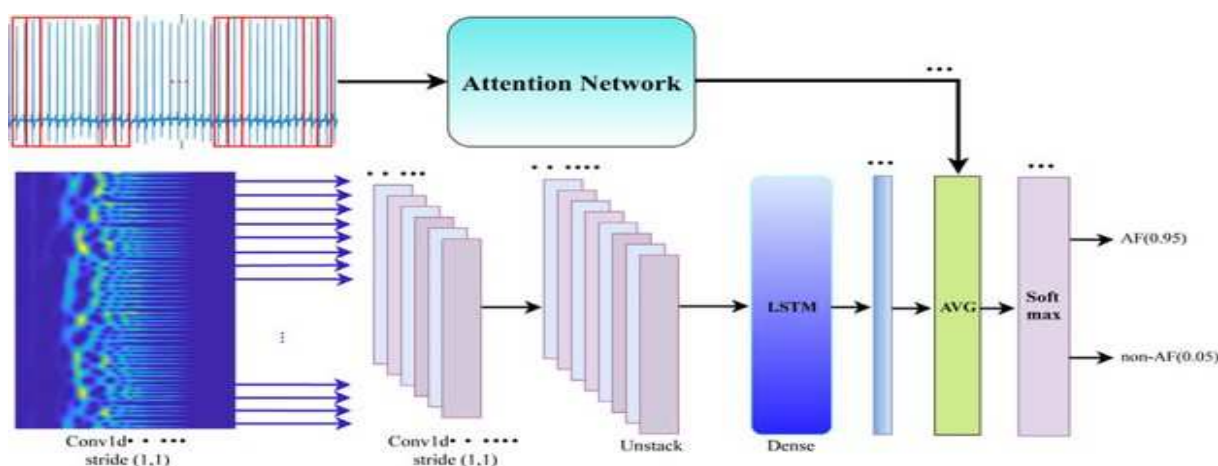 Attention Network
AF(0.95)
LSTM
AVG
Soft
max
non-AF(0.05)
Conv1d
stride (1,1)
Conv1d
stride (1,1)
Unstack
Dense